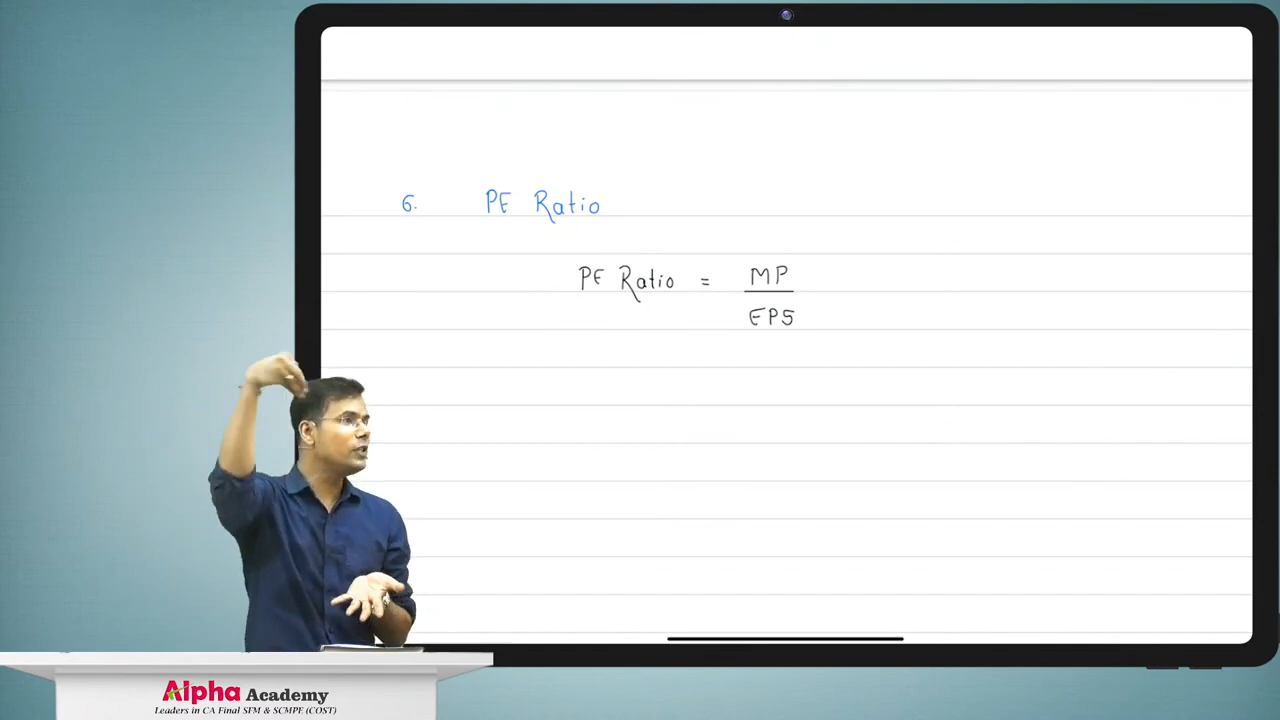 6. PE Ratio
PE Ratio = MP
EPS
Alpha Academy
Leaders in CA Final SFM & SCMPE (COST)